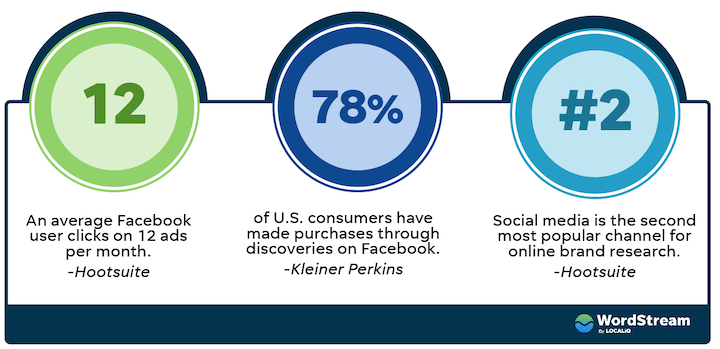 12
An average Facebook
user clicks on 12 ads
per month.
-Hootsuite
78%
of U.S. consumers have
made purchases through
discoveries on Facebook.
-Kleiner Perkins
#2
Social media is the second
most popular channel for
online brand research.
-Hootsuite
WordStream
By LOCALiQ